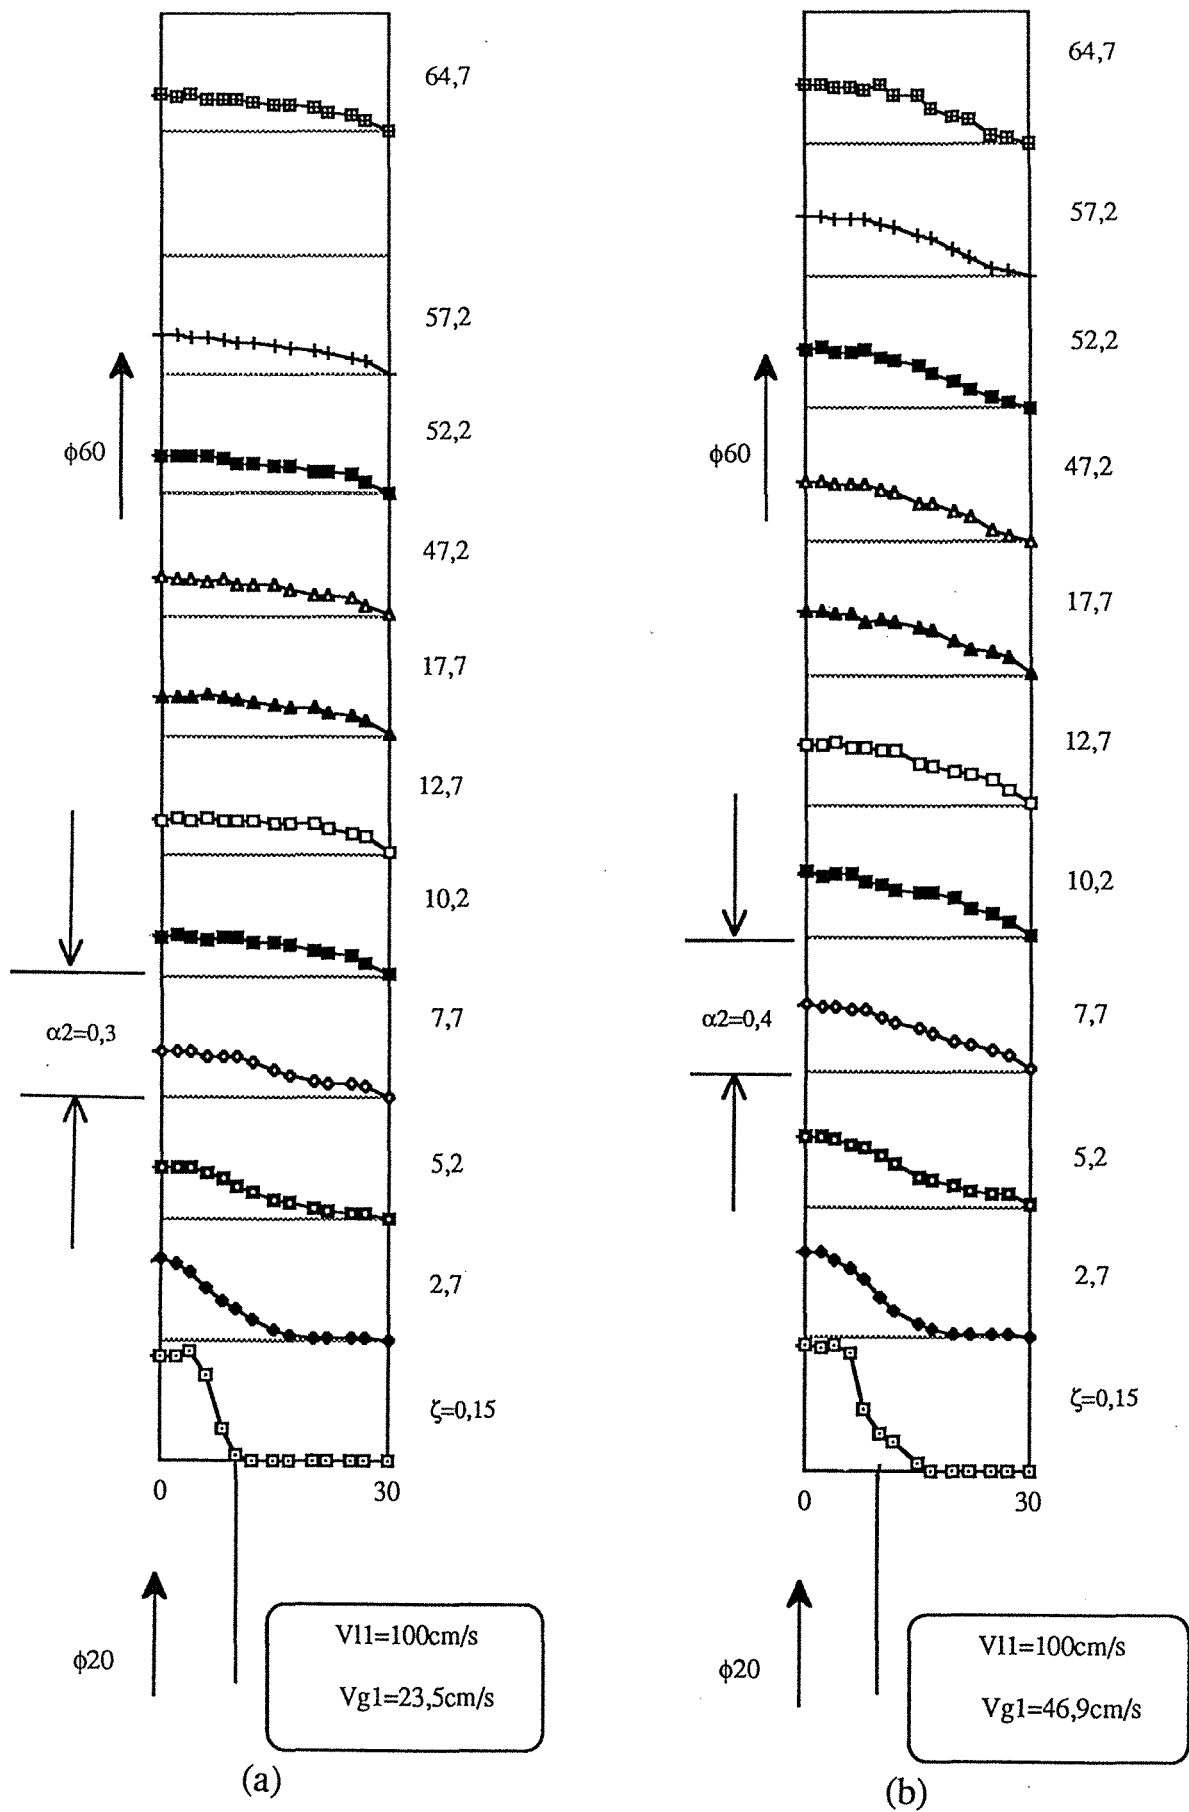 64,7
57,2
φ60
52,2
47,2
17,7
12,7
10,2
7,7
α2=0,3
5,2
2,7
ζ=0,15
0
30
Vl1=100cm/s
φ20
Vg1=23,5cm/s
(a)
64,7
57,2
52,2
φ60
47,2
17,7
12,7
10,2
7,7
α2=0,4
5,2
2,7
ζ=0,15
0
30
Vl1=100cm/s
φ20
Vg1=46,9cm/s
(b)